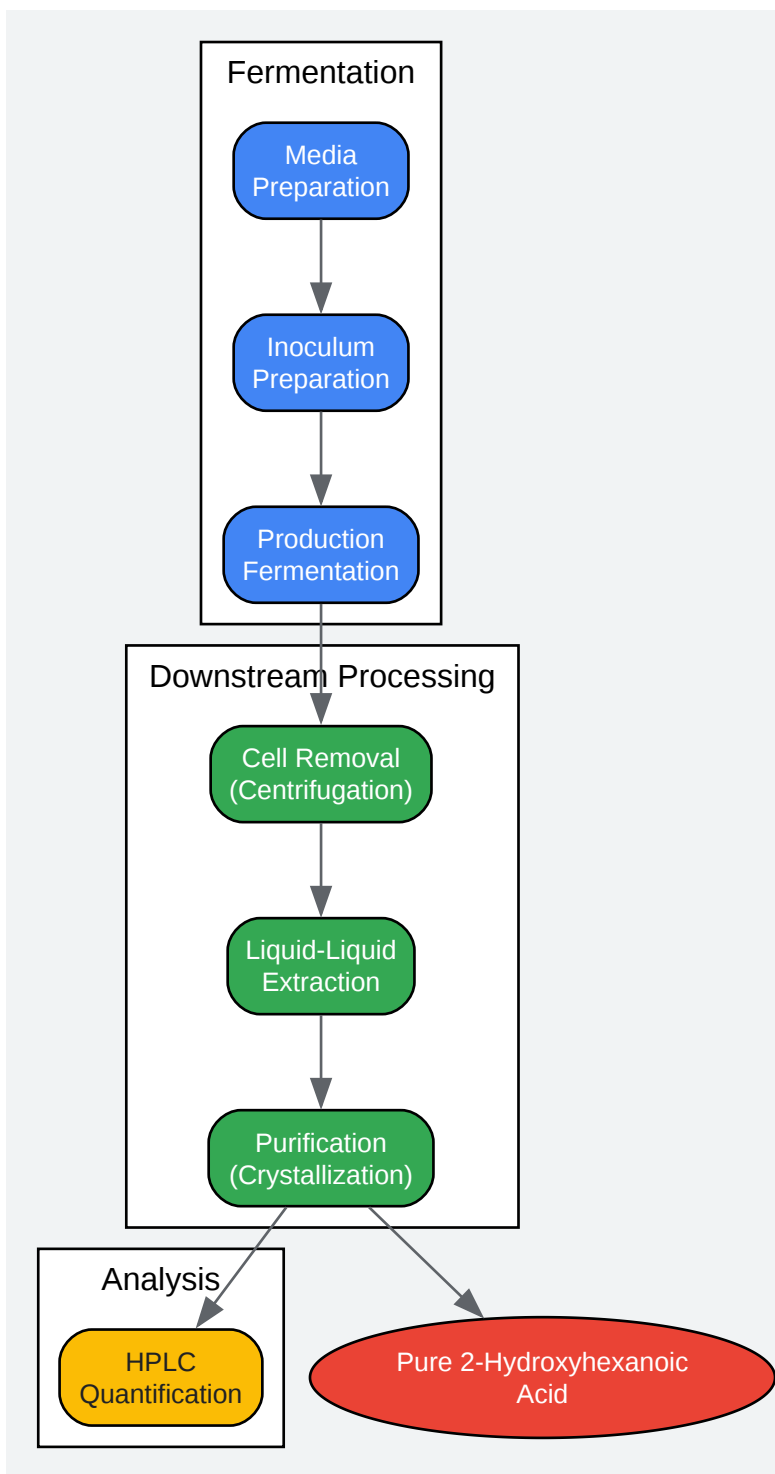 Fermentation
Media
Preparation
Inoculum
Preparation
Production
Fermentation
Downstream Processing
Cell Removal
(Centrifugation)
Liquid-Liquid
Extraction
Purification
(Crystallization)
Analysis
HPLC
Quantification
Pure 2-Hydroxyhexanoic
Acid